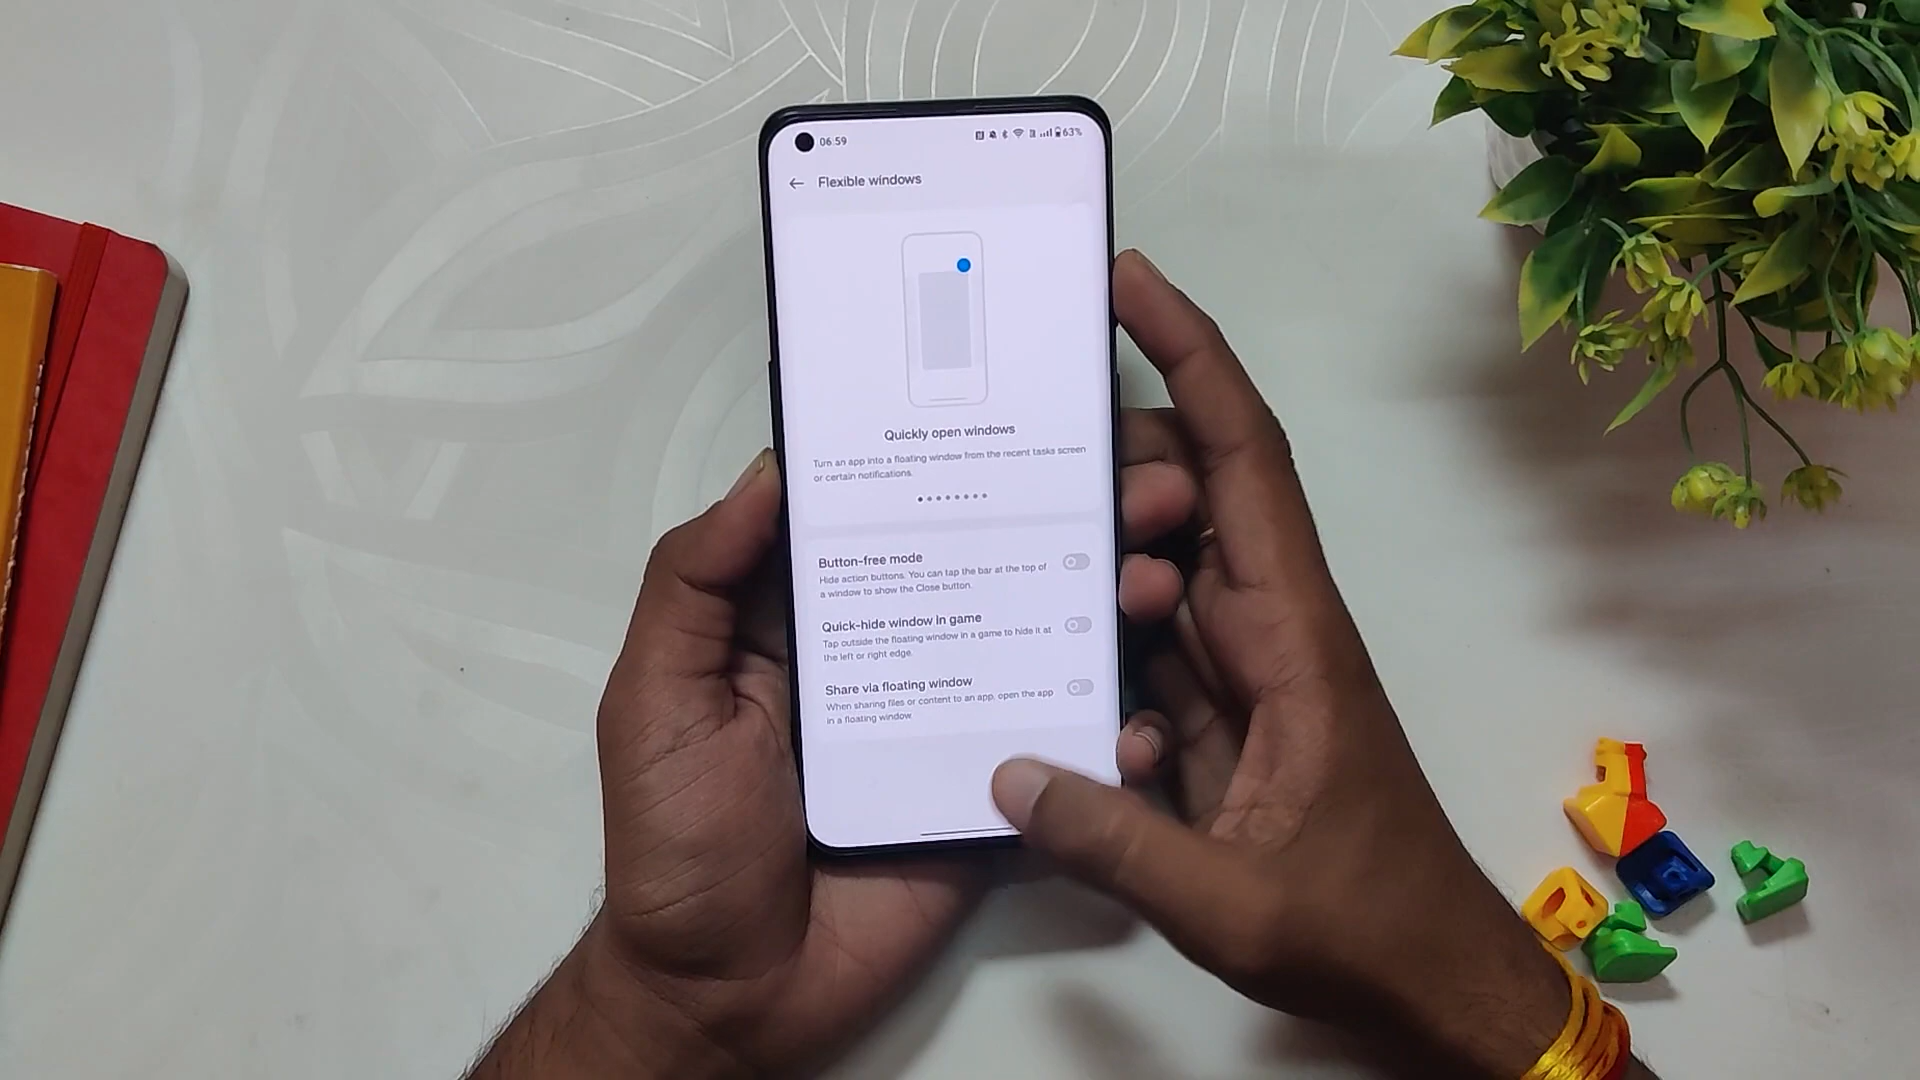 06:59
63%
Flexible windows
Quickly open windows
Turn an app into a floating window from the recent tasks screen
or certain notifications.
Button-free mode
Hide action buttons. You can tap the bar at the top of
a window to show the Close button.
Quick-hide window in game
Tap outside the floating window in a game to hide it at
the left or right edge.
Share via floating window
When sharing files or content to an app, open the app
in a floating window.